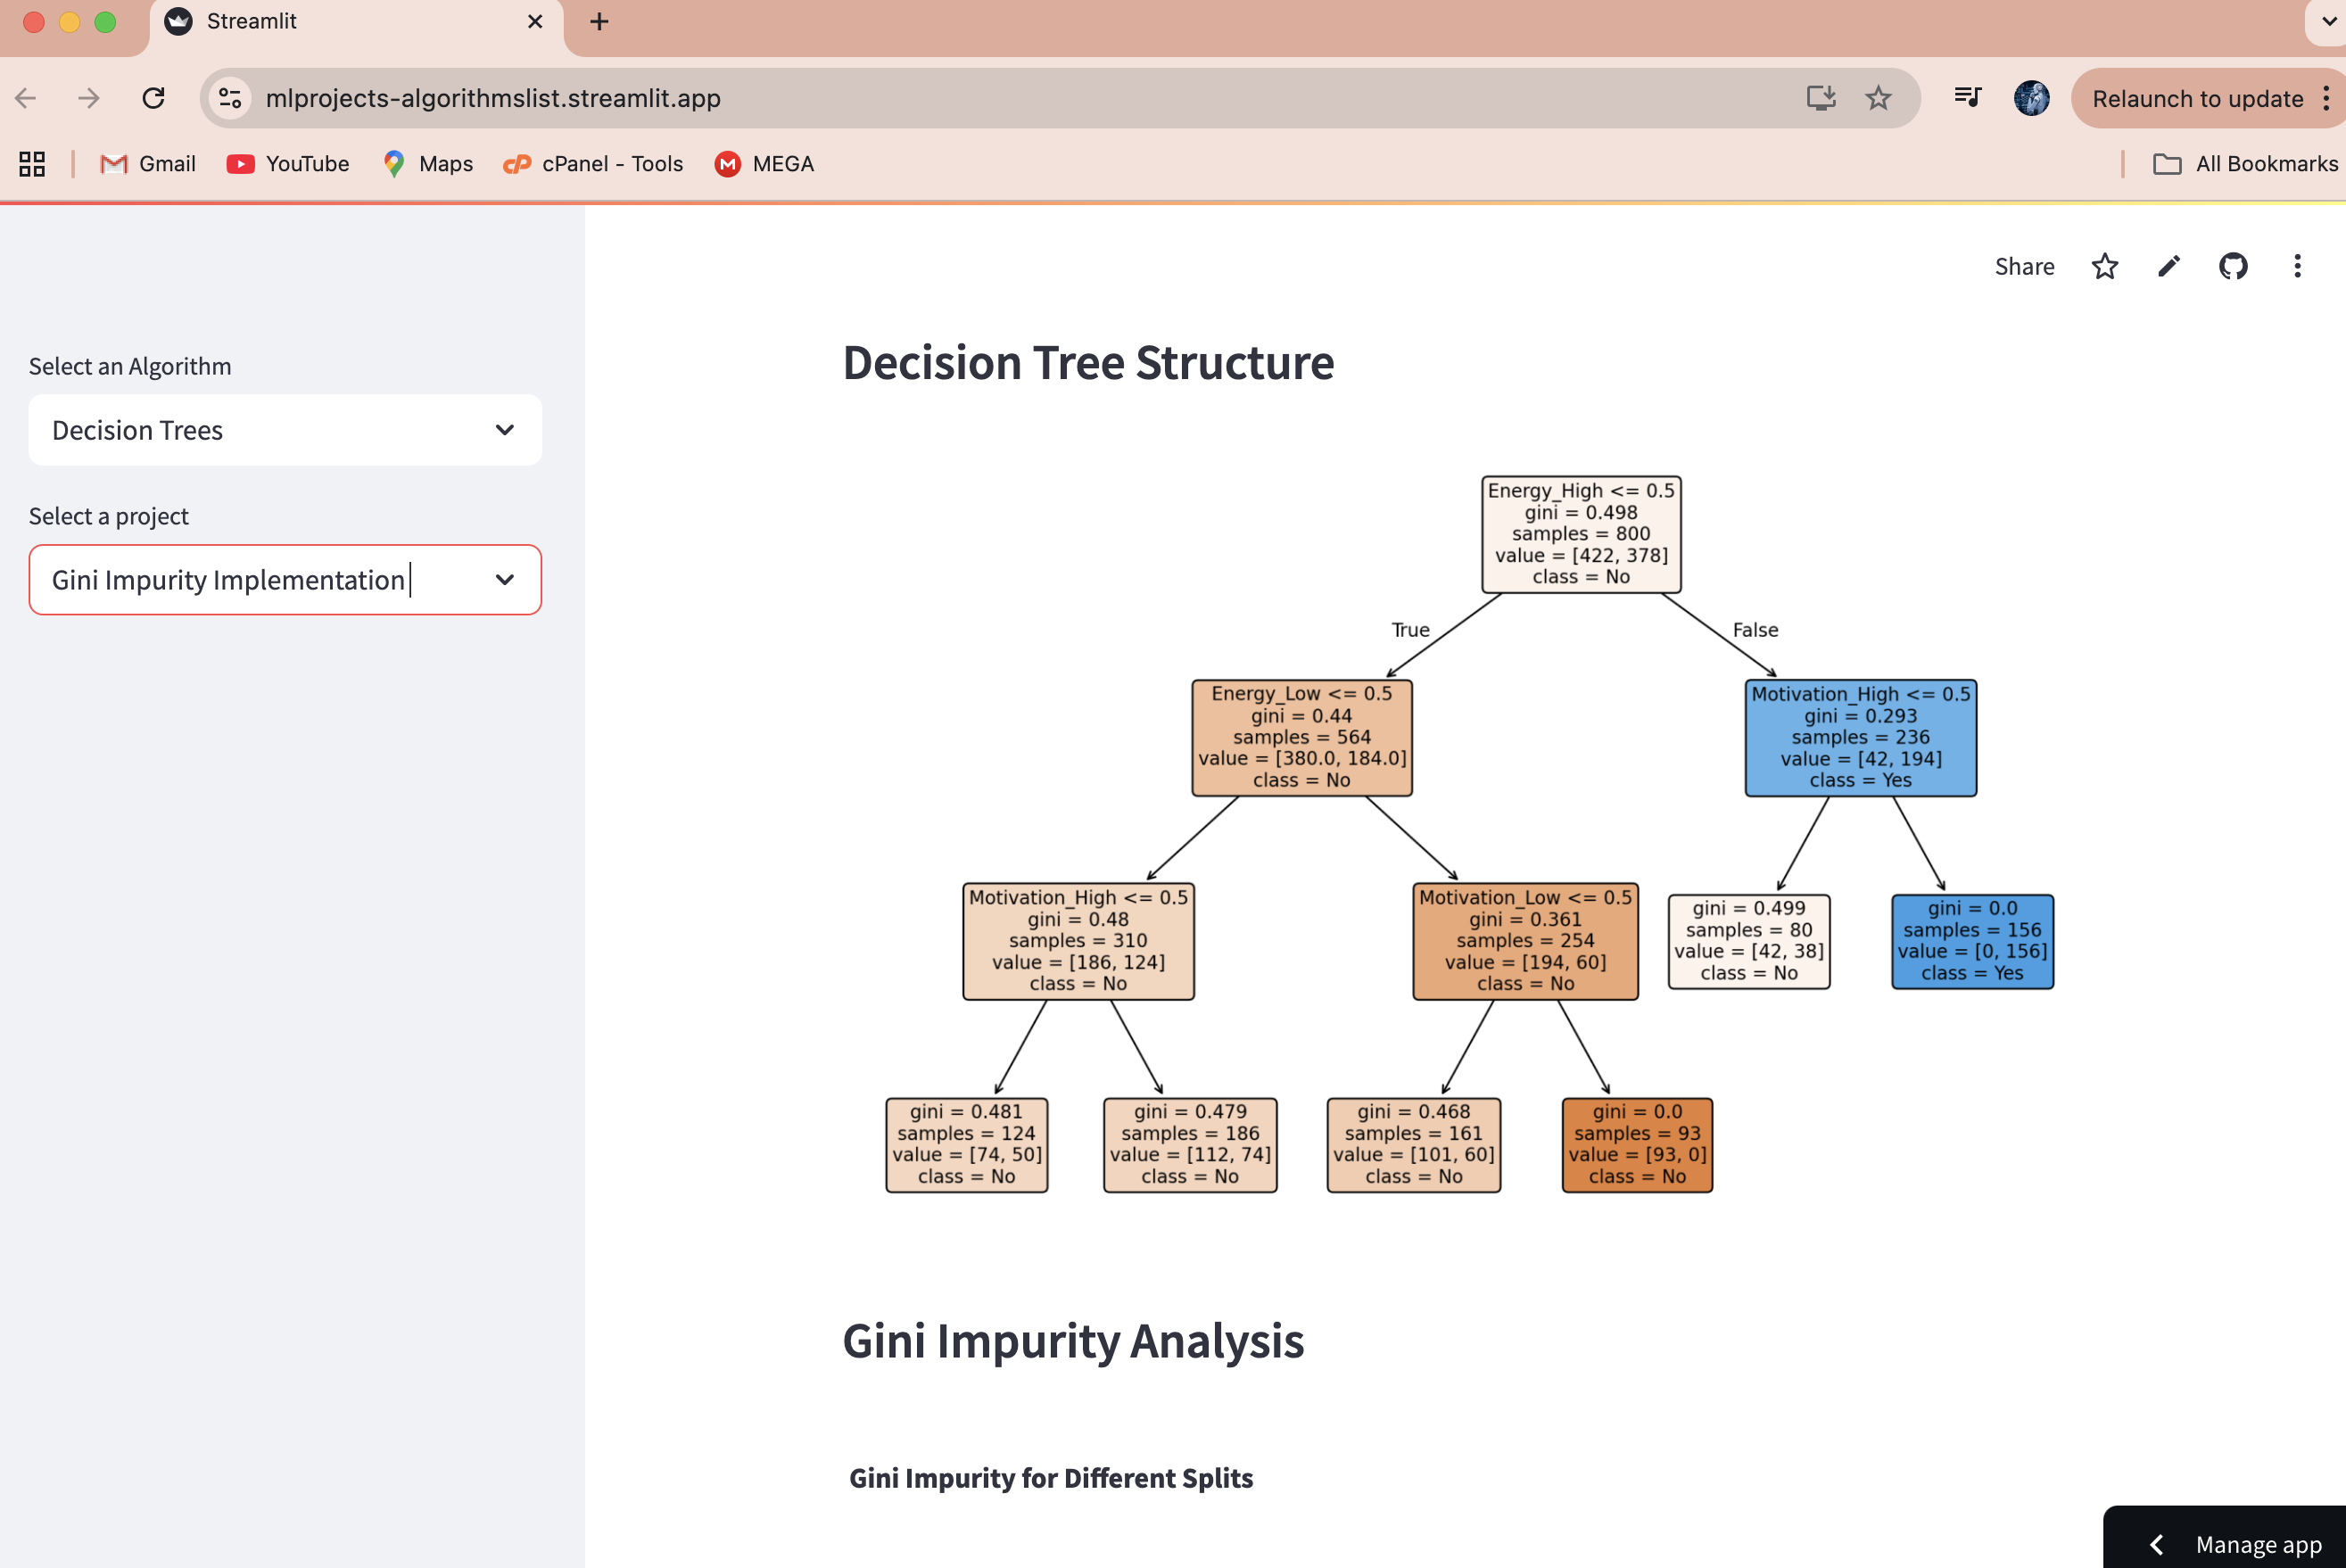 Streamlit
mlprojects-algorithmslist.streamlit.app
Relaunch to update
Gmail
YouTube
Maps
cPanel - Tools
MEGA
All Bookmarks
Share
Select an Algorithm
Decision Trees
Select a project
Gini Impurity Implementation
Decision Tree Structure
Energy_High <= 0.5
gini = 0.498
samples = 800
value = [422, 378]
class = No
True
False
Energy_Low <= 0.5
gini = 0.44
samples = 564
value = [380.0, 184.0]
class = No
Motivation_High <= 0.5
gini = 0.293
samples = 236
value = [42, 194]
class = Yes
Motivation_High <= 0.5
gini = 0.48
samples = 310
value = [186, 124]
class = No
Motivation_Low <= 0.5
gini = 0.361
samples = 254
value = [194, 60]
class = No
gini = 0.499
samples = 80
value = [42, 38]
class = No
gini = 0.0
samples = 156
value = [0, 156]
class = Yes
gini = 0.481
samples = 124
value = [74, 50]
class = No
gini = 0.479
samples = 186
value = [112, 74]
class = No
gini = 0.468
samples = 161
value = [101, 60]
class = No
gini = 0.0
samples = 93
value = [93, 0]
class = No
Gini Impurity Analysis
Gini Impurity for Different Splits
Manage app